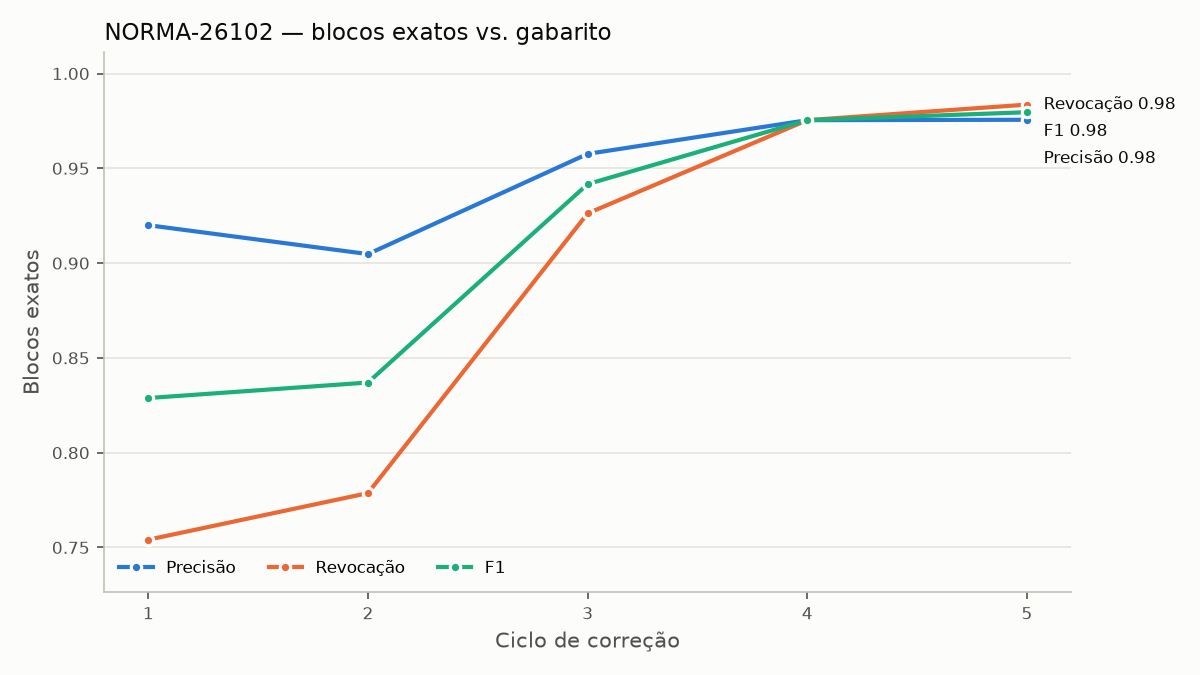 NORMA-26102 — blocos exatos vs. gabarito
Blocos exatos
1.00
0.95
0.90
0.85
0.80
0.75
Revocação 0.98
F1 0.98
Precisão 0.98
Precisão
Revocação
F1
1
2
3
4
5
Ciclo de correção